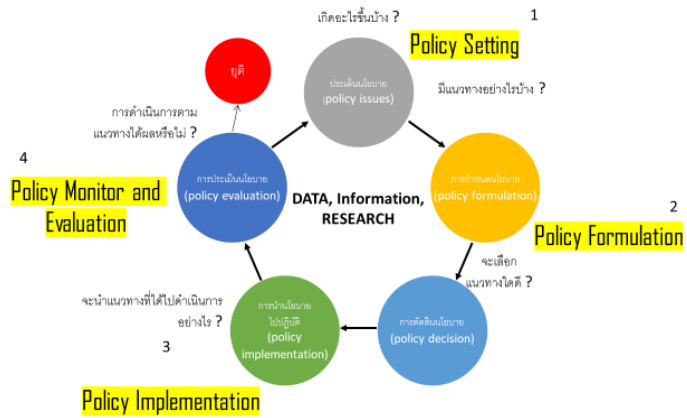 เกิดอะไรขึ้นบ้าง ?
1
Policy Setting
ยุติ
ประเด็นนโยบาย
(policy issues)
มีแนวทางอย่างไรบ้าง ?
การดำเนินการตาม
แนวทางได้ผลหรือไม่ ?
4
Policy Monitor and
Evaluation
การประเมินนโยบาย
(policy evaluation)
DATA, Information,
RESEARCH
การกำหนดนโยบาย
(policy formulation)
2
Policy Formulation
จะเลือก
แนวทางใดดี ?
จะนำแนวทางที่ได้ไปดำเนินการ
อย่างไร ?
3
การนำนโยบาย
ไปปฏิบัติ
(policy
implementation)
การตัดสินนโยบาย
(policy decision)
Policy Implementation